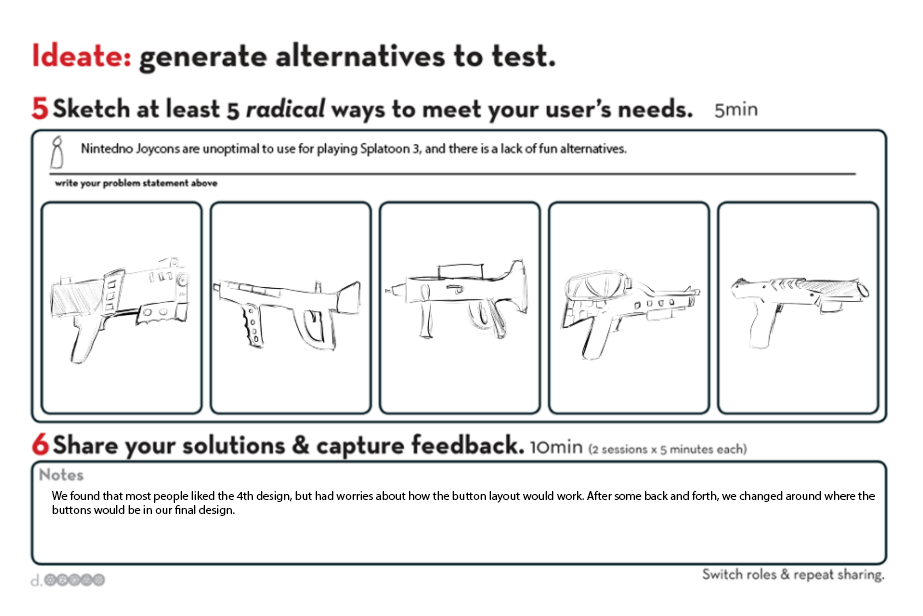 Ideate: generate alternatives to test.
5 Sketch at least 5 radical ways to meet your user's needs. 5min
Nintedno Joycons are unoptimal to use for playing Splatoon 3, and there is a lack of fun alternatives.
write your problem statement above
6 Share your solutions & capture feedback. 10min (2 sessions x 5 minutes each)
Notes
We found that most people liked the 4th design, but had worries about how the button layout would work. After some back and forth, we changed around where the
buttons would be in our final design.
d.
Switch roles & repeat sharing.